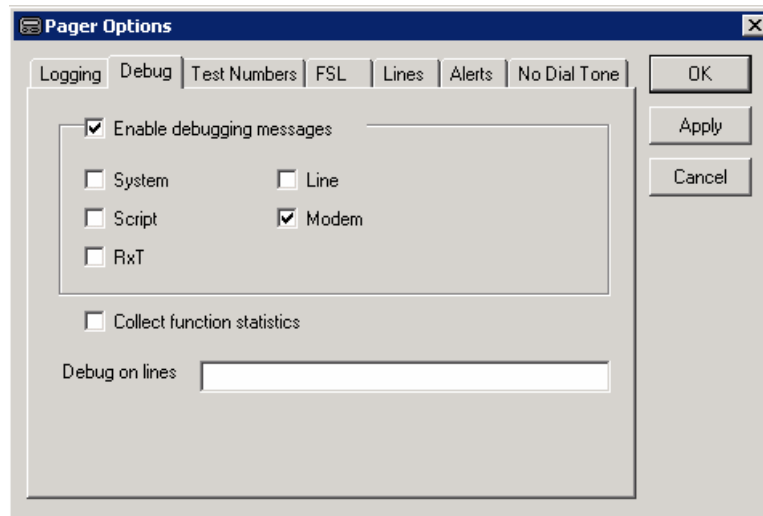 Pager Options
Logging Debug Test Numbers FSL Lines Alerts No Dial Tone
OK
Apply
Cancel
Enable debugging messages
System Line
Script Modem
RxT
Collect function statistics
Debug on lines